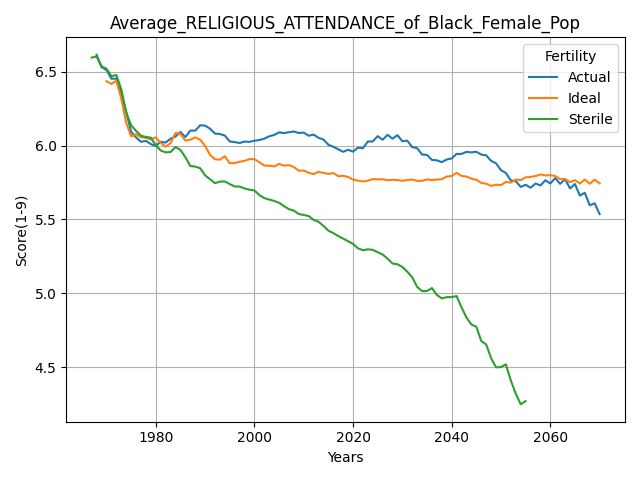 Average_RELIGIOUS_ATTENDANCE_of_Black_Female_Pop
Fertility
Actual
Ideal
Sterile
Score(1-9)
6.5
6.0
5.5
5.0
4.5
1980
2000
2020
2040
2060
Years